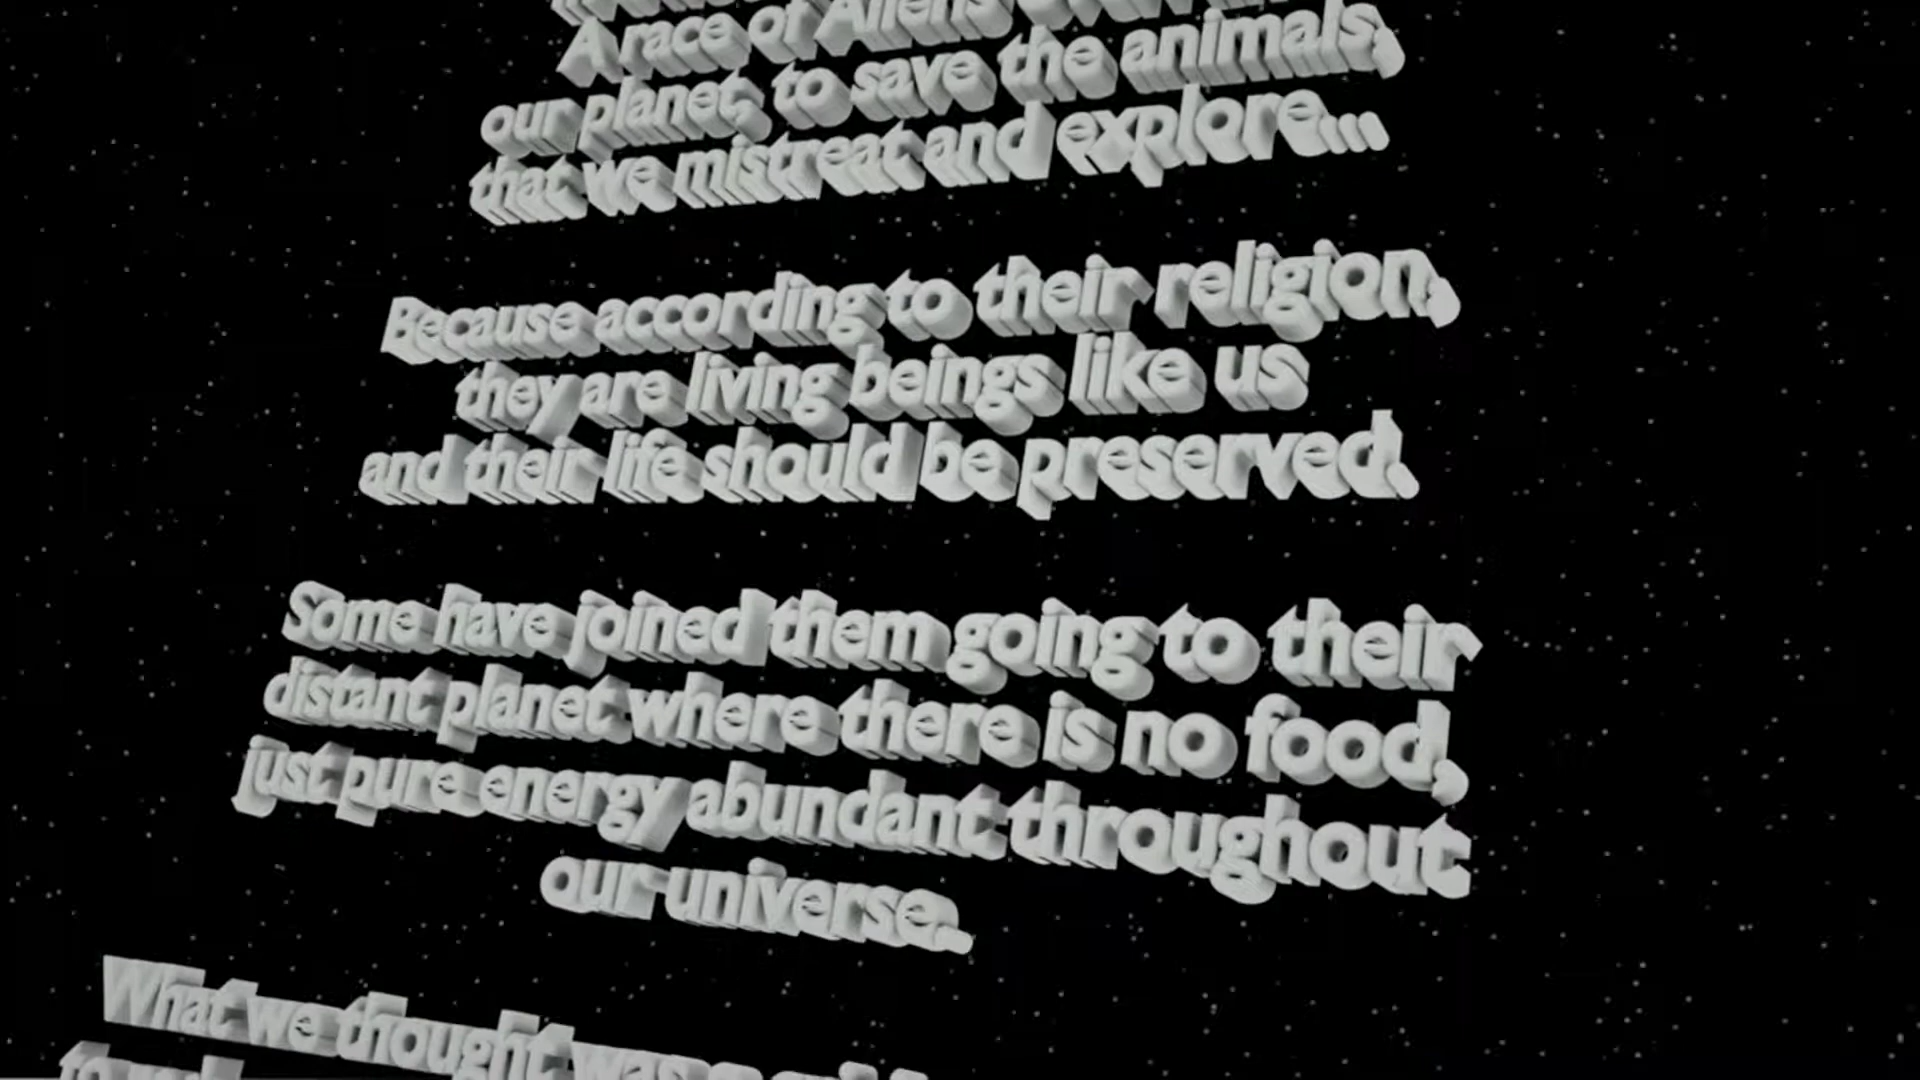 A race of Aliens
our planet, to save the animals,
that we mistreat and explore...
Because according to their religion,
they are living beings like us
and their life should be preserved.
Some have joined them going to their
distant planet where there is no food,
just pure energy abundant throughout
our universe.
What we thought was